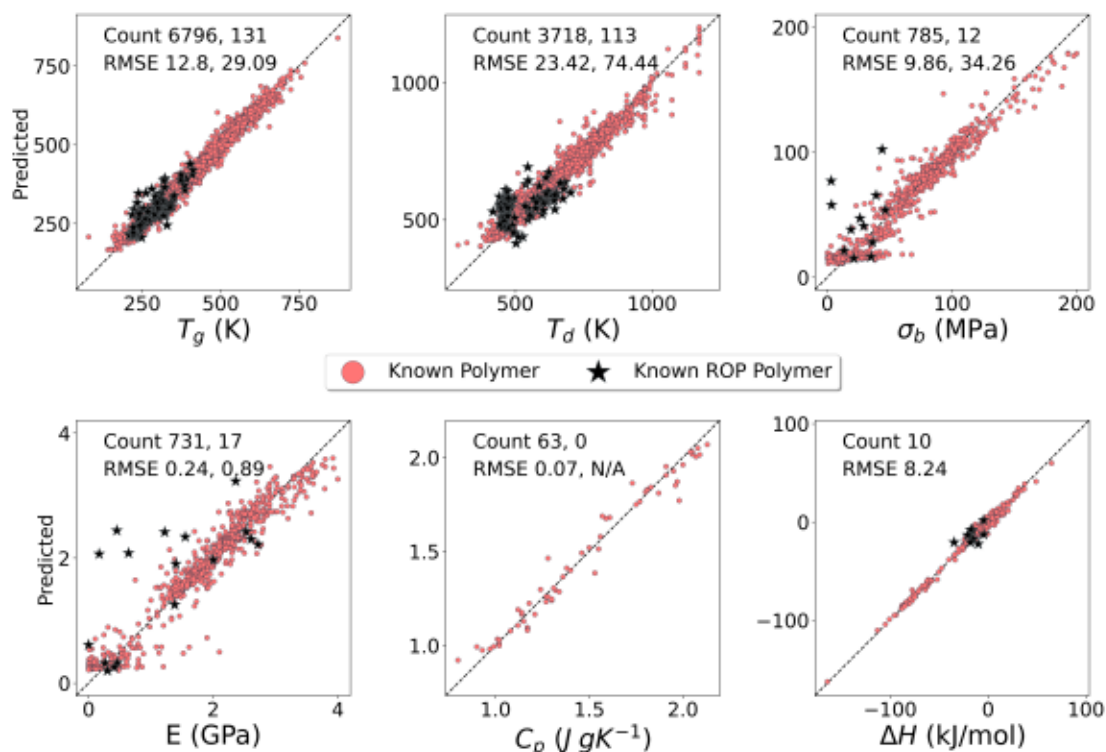 Count 6796, 131
RMSE 12.8, 29.09
750
500
250
Predicted
250 500 750
T_g (K)
Count 3718, 113
RMSE 23.42, 74.44
1000
500
500 1000
T_d (K)
Count 785, 12
RMSE 9.86, 34.26
200
100
0
0 100 200
σ_b (MPa)
Known Polymer Known ROP Polymer
Count 731, 17
RMSE 0.24, 0.89
4
2
0
Predicted
0 2 4
E (GPa)
Count 63, 0
RMSE 0.07, N/A
2.0
1.5
1.0
1.0 1.5 2.0
C_p (J gK⁻¹)
Count 10
RMSE 8.24
100
0
−100
−100 0 100
ΔH (kJ/mol)